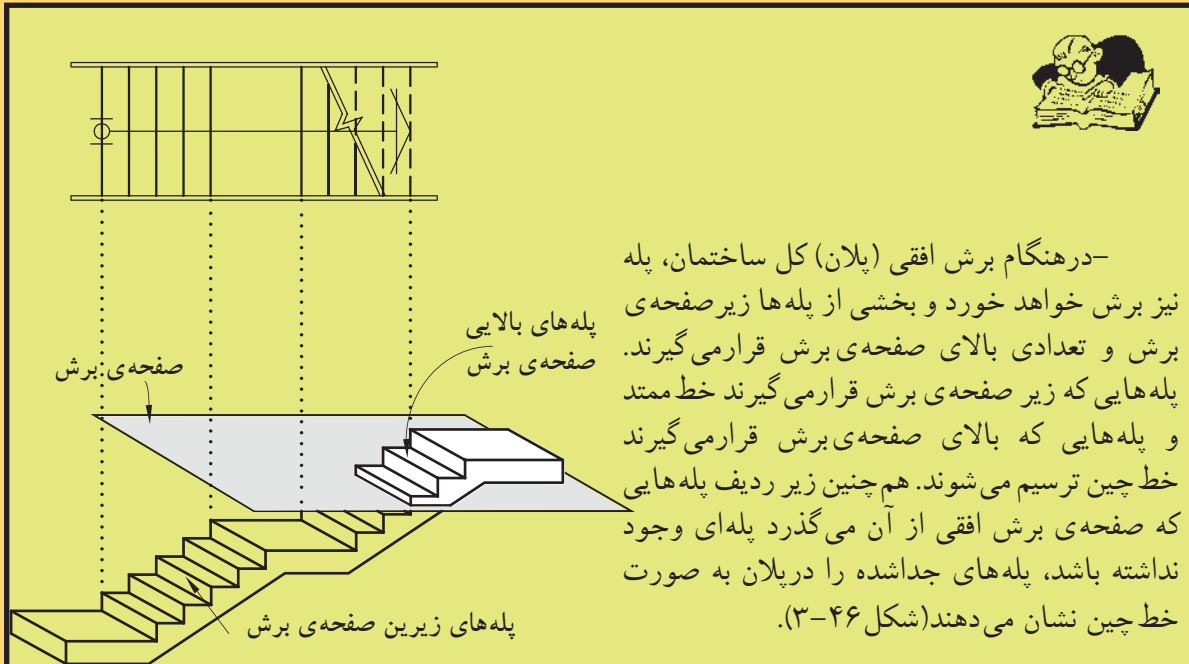 –درهنگام برش افقی (پلان) کل ساختمان، پله
نیز برش خواهد خورد و بخشی از پله‌ها زیرصفحه‌ی
برش و تعدادی بالای صفحه‌ی برش قرارمی‌گیرند.
پله‌هایی‌که زیر صفحه‌ی برش قرارمی‌گیرند خط ممتد
و پله‌هایی که بالای صفحه‌ی برش قرارمی‌گیرند
خط چین ترسیم می‌شوند. هم‌چنین زیر ردیف پله‌هایی
که صفحه‌ی برش افقی از آن می‌گذرد پله‌ای وجود
نداشته باشد، پله‌های جداشده را درپلان به صورت
خط چین نشان می‌دهند(شکل ۴۶–۳).
پله‌های بالایی
صفحه‌ی برش
صفحه‌ی برش
پله‌های زیرین صفحه‌ی برش